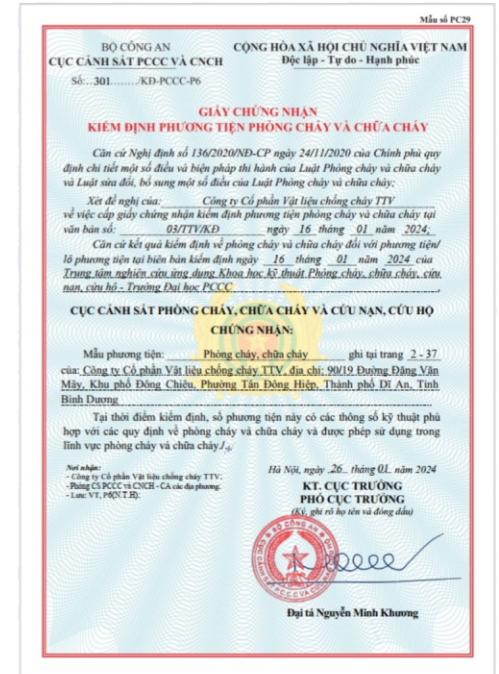 Mẫu số PC29
BỘ CÔNG AN
CỤC CẢNH SÁT PCCC VÀ CNCH
Số:..301......../KĐ-PCCC-P6
CỘNG HÒA XÃ HỘI CHỦ NGHĨA VIỆT NAM
Độc lập - Tự do - Hạnh phúc
GIẤY CHỨNG NHẬN
KIỂM ĐỊNH PHƯƠNG TIỆN PHÒNG CHÁY VÀ CHỮA CHÁY
Căn cứ Nghị định số 136/2020/NĐ-CP ngày 24/11/2020 của Chính phủ quy
định chi tiết một số điều và biện pháp thi hành của Luật Phòng cháy và chữa cháy
và Luật sửa đổi, bổ sung một số điều của Luật Phòng cháy và chữa cháy;
Xét đề nghị của: Công ty Cổ phần Vật liệu chống cháy TTV
về việc cấp giấy chứng nhận kiểm định phương tiện phòng cháy và chữa cháy tại
văn bản số: 03/TTV/KĐ ngày 16 tháng 01 năm 2024;
Căn cứ kết quả kiểm định về phòng cháy và chữa cháy đối với phương tiện/
lô phương tiện tại biên bản kiểm định ngày 16 tháng 01 năm 2024 của
Trung tâm nghiên cứu ứng dụng Khoa học kỹ thuật Phòng cháy, chữa cháy, cứu
nạn, cứu hộ - Trường Đại học PCCC
CỤC CẢNH SÁT PHÒNG CHÁY, CHỮA CHÁY VÀ CỨU NẠN, CỨU HỘ
CHỨNG NHẬN:
Mẫu phương tiện: Phòng cháy, chữa cháy ghi tại trang 2 - 37
của: Công ty Cổ phần Vật liệu chống cháy TTV, địa chỉ: 90/19 Đường Đặng Văn
Mây, Khu phố Đông Chiêu, Phường Tân Đông Hiệp, Thành phố Dĩ An, Tỉnh
Bình Dương
Tại thời điểm kiểm định, số phương tiện này có các thông số kỹ thuật phù
hợp với các quy định về phòng cháy và chữa cháy và được phép sử dụng trong
lĩnh vực phòng cháy và chữa cháy./.
Nơi nhận:
- Công ty Cổ phần Vật liệu chống cháy TTV;
- Phòng CS PCCC và CNCH - CA các địa phương;
- Lưu: VT, P6(N.T.H).
Hà Nội, ngày 26 tháng 01 năm 2024
KT. CỤC TRƯỞNG
PHÓ CỤC TRƯỞNG
(Ký, ghi rõ họ tên và đóng dấu)
Đại tá Nguyễn Minh Khương